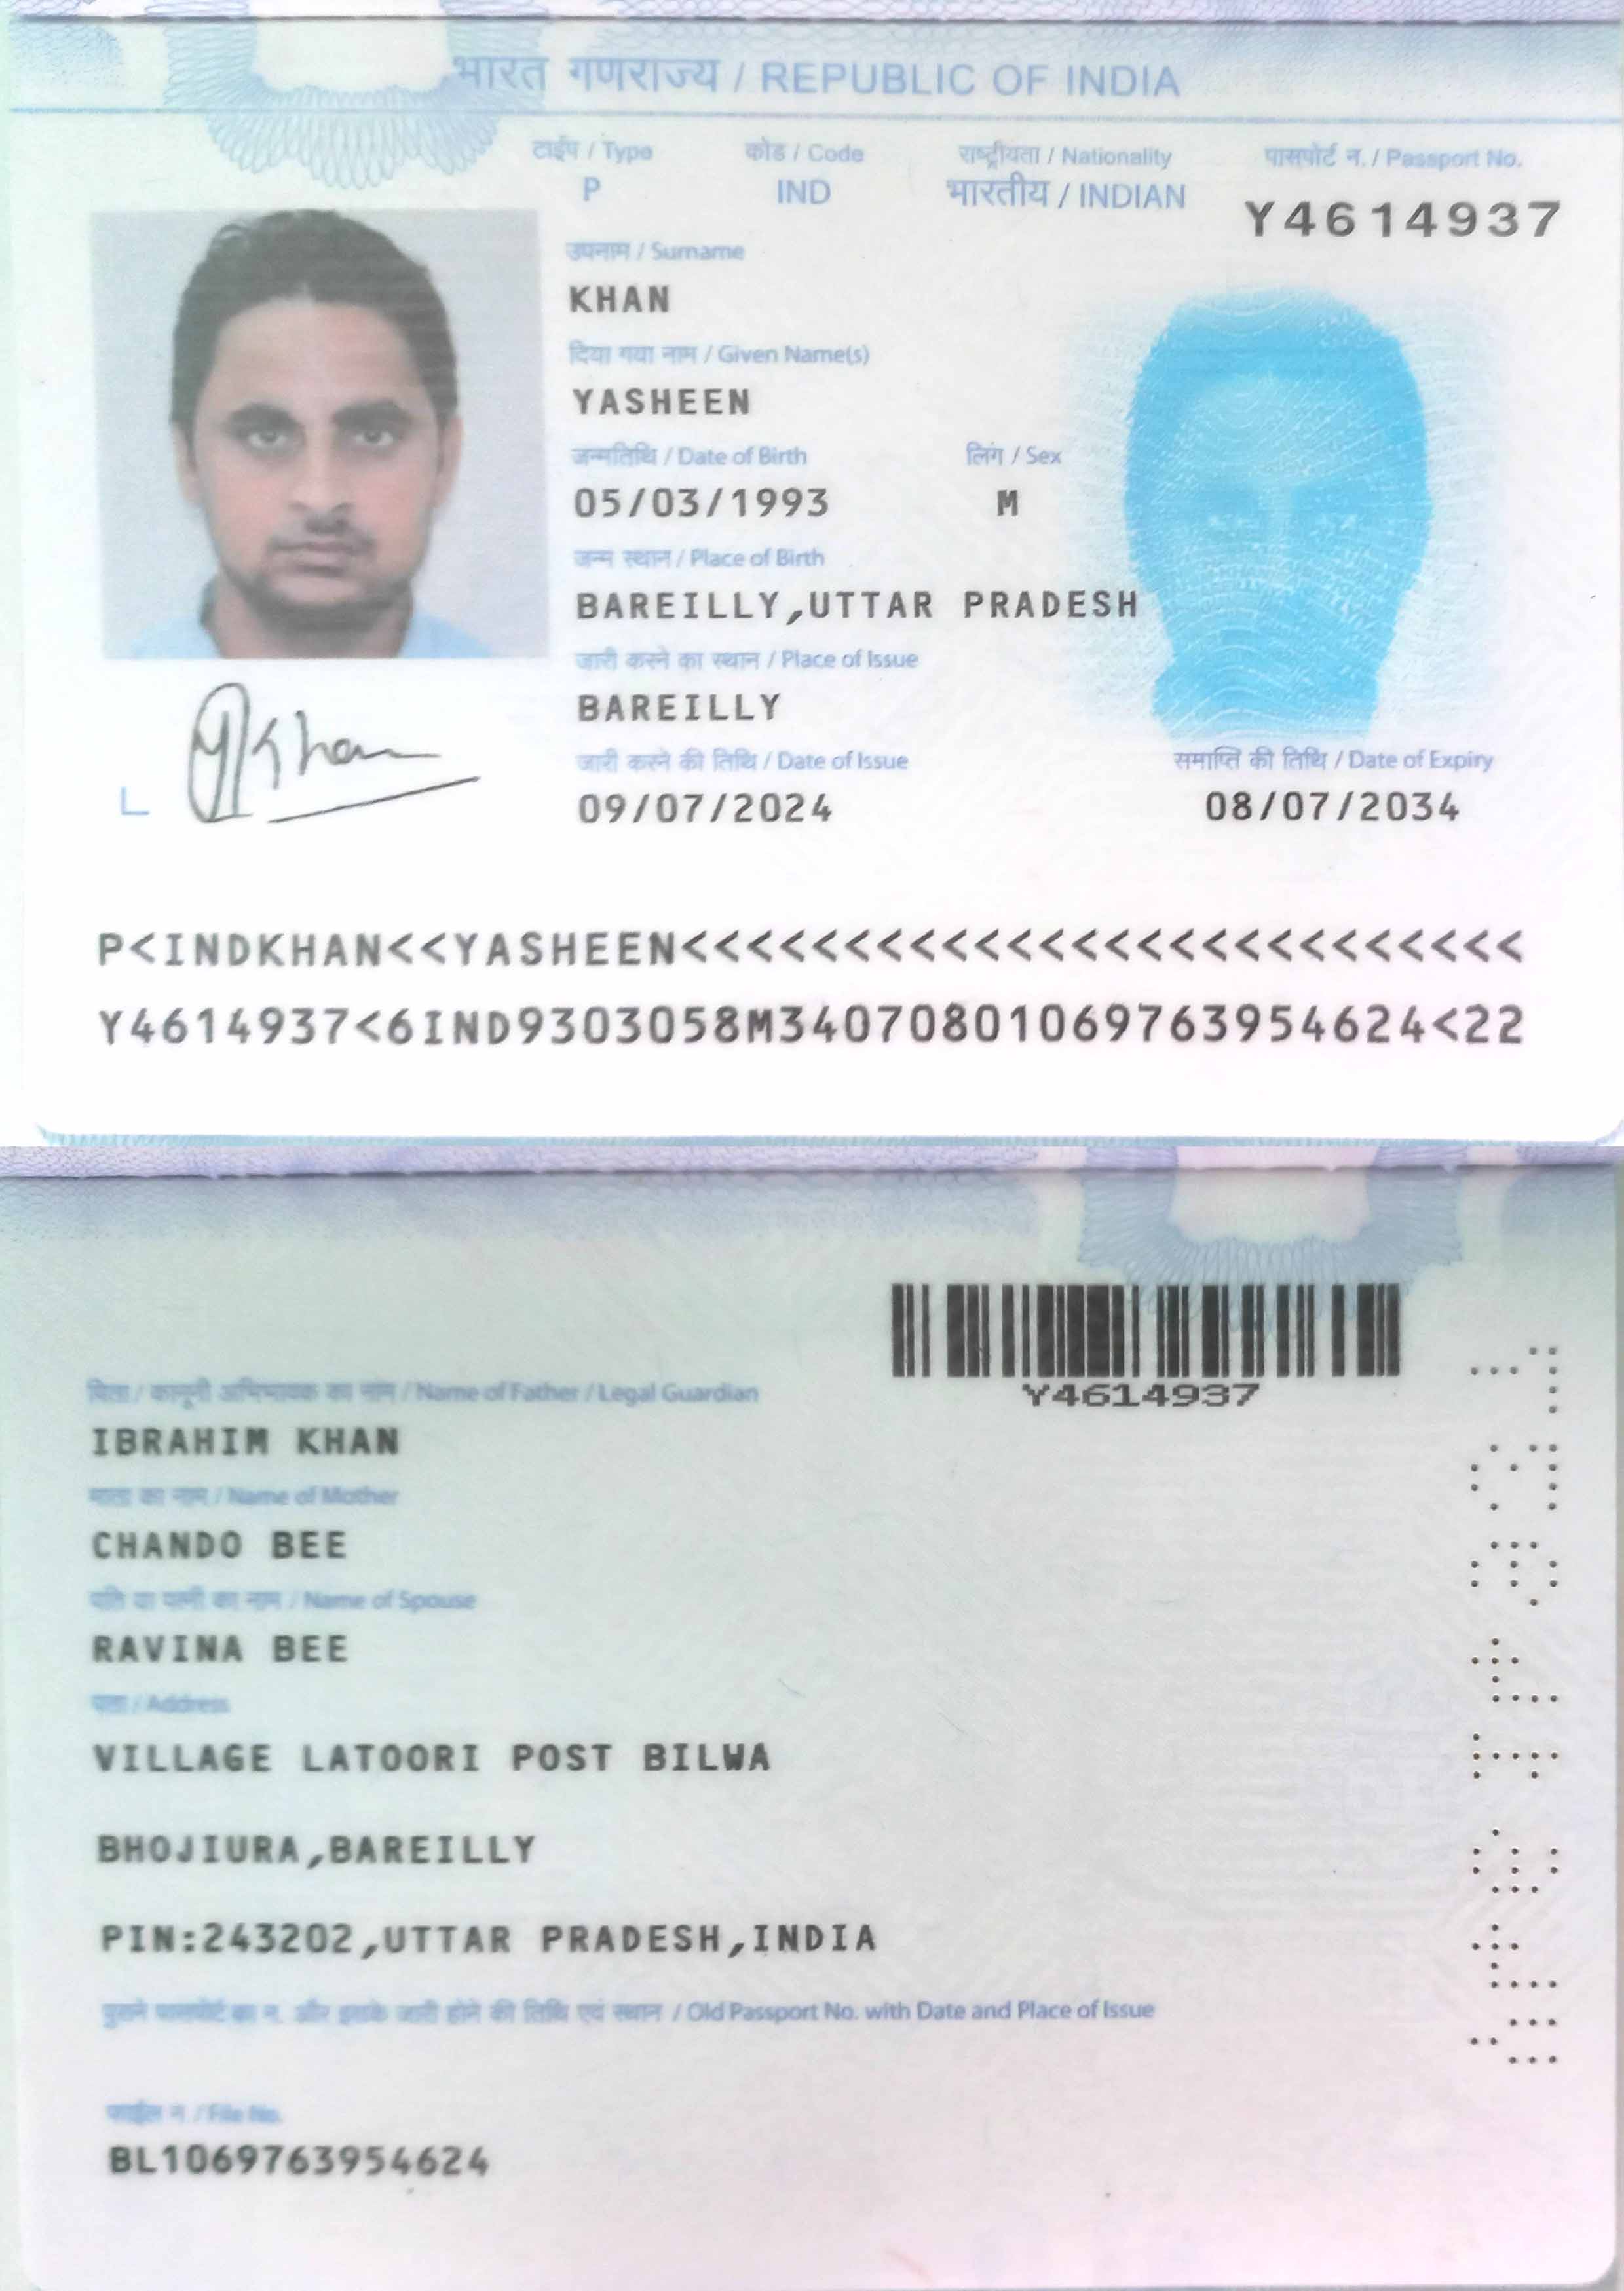 भारत गणराज्य / REPUBLIC OF INDIA
टाईप / Type कोड / Code राष्ट्रीयता / Nationality पासपोर्ट न. / Passport No.
P IND भारतीय / INDIAN Y4614937
उपनाम / Surname
KHAN
दिया गया नाम / Given Name(s)
YASHEEN
जन्मतिथि / Date of Birth लिंग / Sex
05/03/1993 M
जन्म स्थान / Place of Birth
BAREILLY,UTTAR PRADESH
जारी करने का स्थान / Place of Issue
BAREILLY
जारी करने की तिथि / Date of Issue समाप्ति की तिथि / Date of Expiry
09/07/2024 08/07/2034
Y Khan
P<INDKHAN<<YASHEEN<<<<<<<<<<<<<<<<<<<<<<<<<<
Y4614937<6IND9303058M34070801069763954624<22
Y4614937
पिता / कानूनी अभिभावक का नाम / Name of Father / Legal Guardian
IBRAHIM KHAN
माता का नाम / Name of Mother
CHANDO BEE
पति या पत्नी का नाम / Name of Spouse
RAVINA BEE
पता / Address
VILLAGE LATOORI POST BILWA
BHOJIURA,BAREILLY
PIN:243202,UTTAR PRADESH,INDIA
पुराने पासपोर्ट का न. और इसके जारी होने की तिथि एवं स्थान / Old Passport No. with Date and Place of Issue
फाईल न / File No.
BL1069763954624
Y4614937